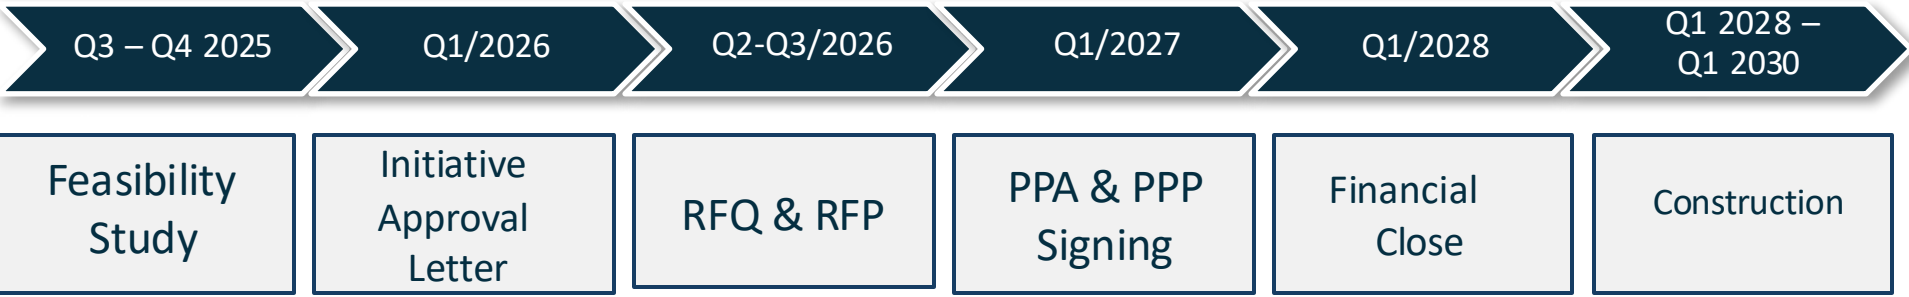 Q3 – Q4 2025
Q1/2026
Q2-Q3/2026
Q1/2027
Q1/2028
Q1 2028 –
Q1 2030
Feasibility
Study
Initiative
Approval
Letter
RFQ & RFP
PPA & PPP
Signing
Financial
Close
Construction